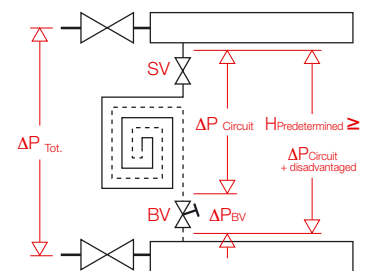 SV
ΔP Circuit
HPredetermined ≥
ΔP Tot.
ΔPCircuit
+ disadvantaged
BV
ΔPBV